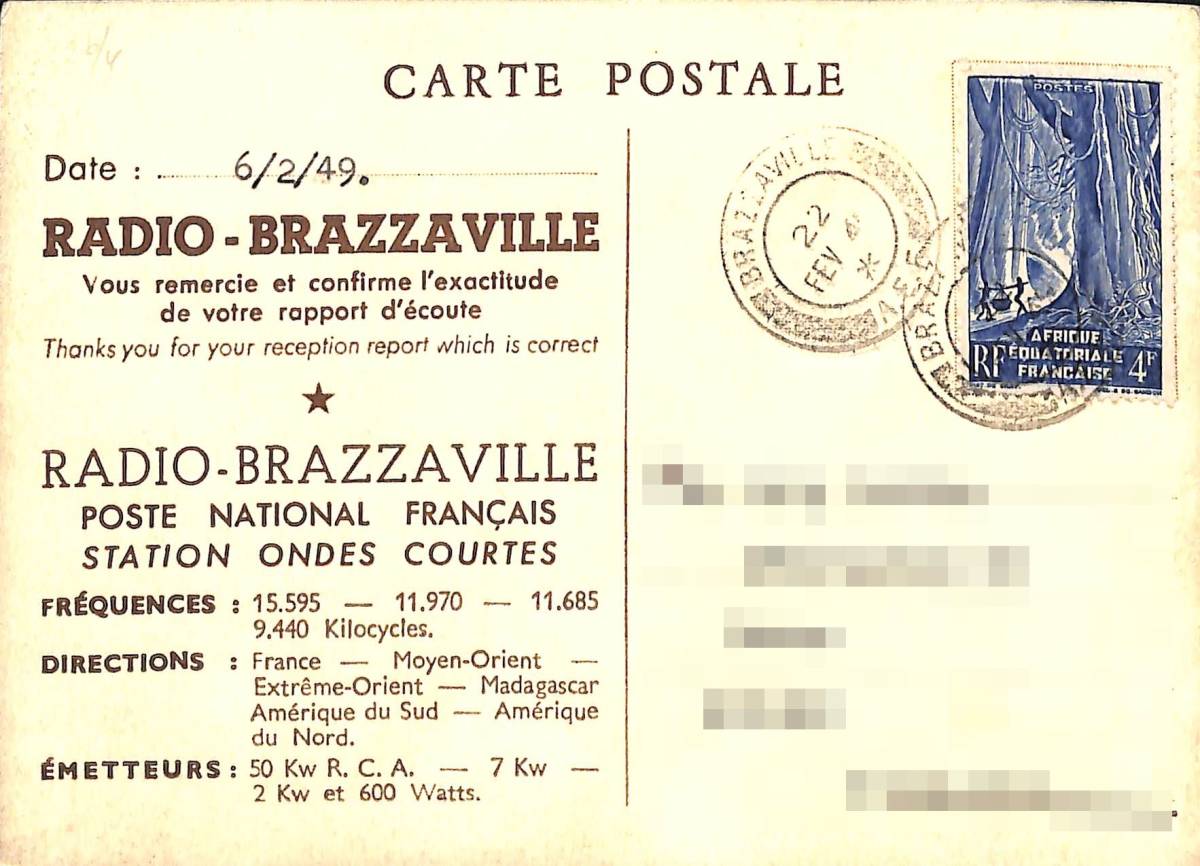 CARTE POSTALE
Date : 6/2/49.
RADIO - BRAZZAVILLE
Vous remercie et confirme l'exactitude
de votre rapport d'écoute
Thanks you for your reception report which is correct
RADIO-BRAZZAVILLE
POSTE NATIONAL FRANÇAIS
STATION ONDES COURTES
FRÉQUENCES : 15.595 — 11.970 — 11.685
9.440 Kilocycles.
DIRECTIONS : France — Moyen-Orient —
Extrême-Orient — Madagascar
Amérique du Sud — Amérique
du Nord.
ÉMETTEURS : 50 Kw R. C. A. — 7 Kw —
2 Kw et 600 Watts.
BRAZZAVILLE
22
FEV
POSTES
AFRIQUE
RF ÉQUATORIALE 4F
FRANÇAISE